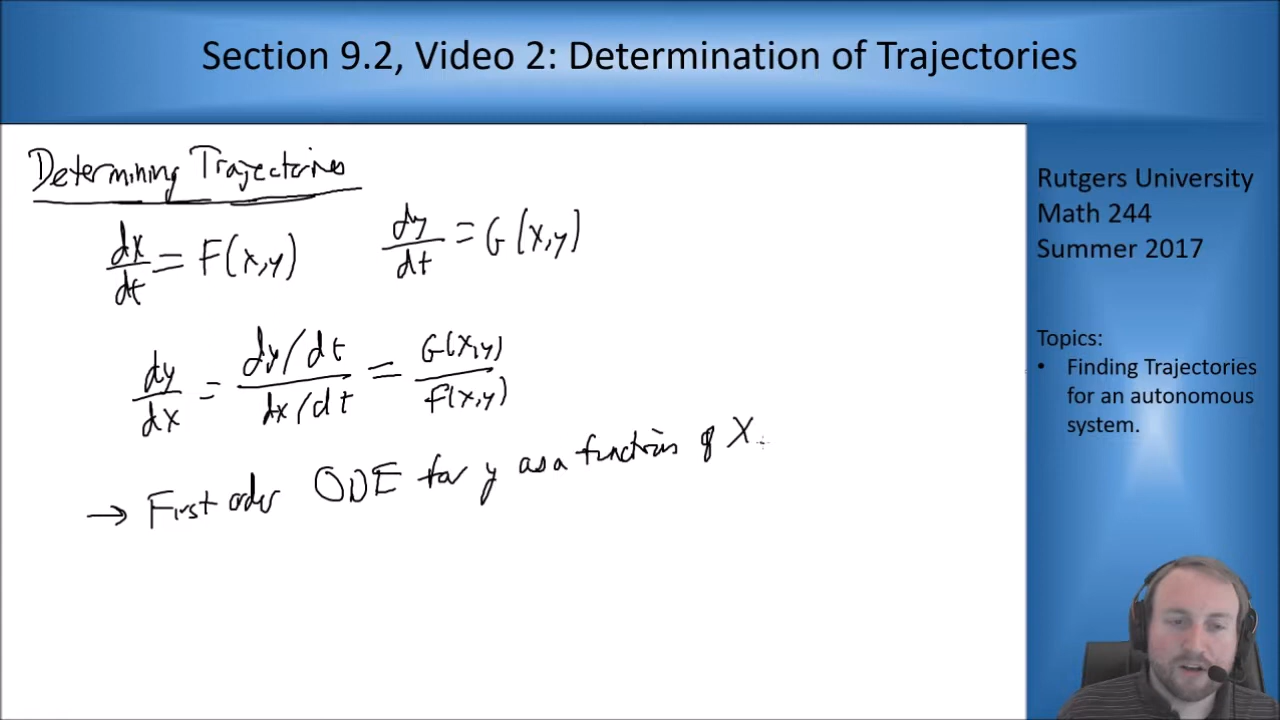 Section 9.2, Video 2: Determination of Trajectories
Determining Trajectories
dx/dt = F(x,y) dy/dt = G(x,y)
dy/dx = (dy/dt)/(dx/dt) = G(x,y)/F(x,y)
→ First order ODE for y as a function of X.
Rutgers University
Math 244
Summer 2017
Topics:
• Finding Trajectories
for an autonomous
system.